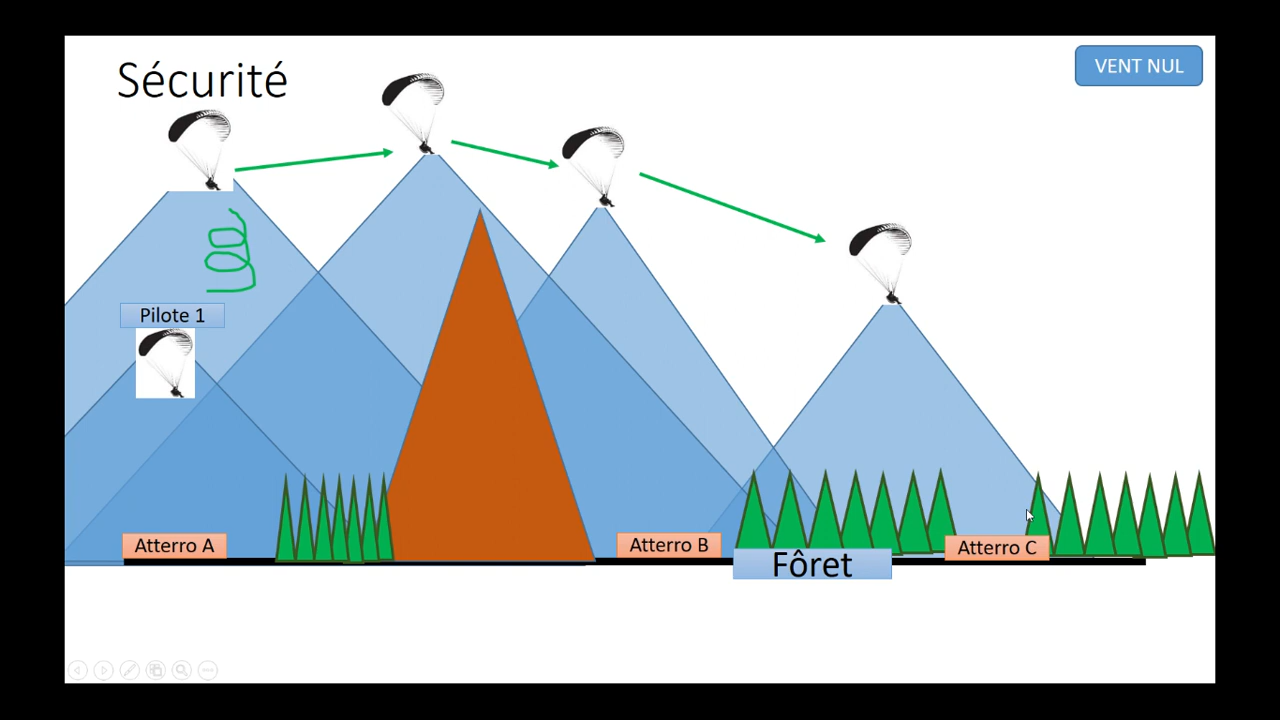 Sécurité
VENT NUL
Pilote 1
Atterro A
Atterro B
Atterro C
Fôret